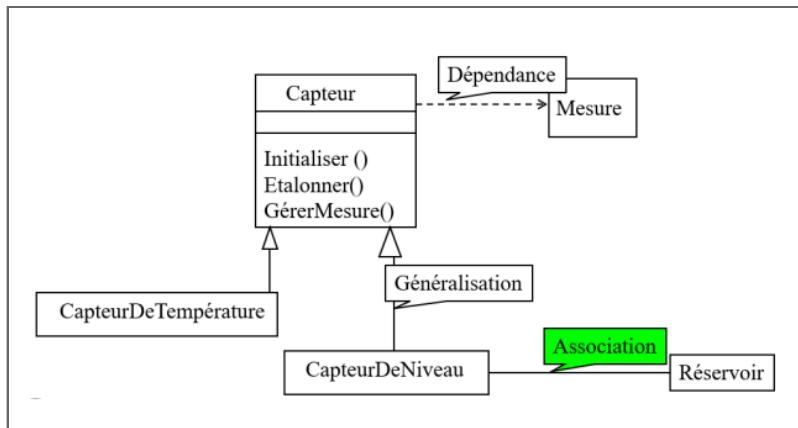 Capteur
Dépendance
Mesure
Initialiser ()
Etalonner()
GérerMesure()
Généralisation
CapteurDeTempérature
Association
CapteurDeNiveau
Réservoir